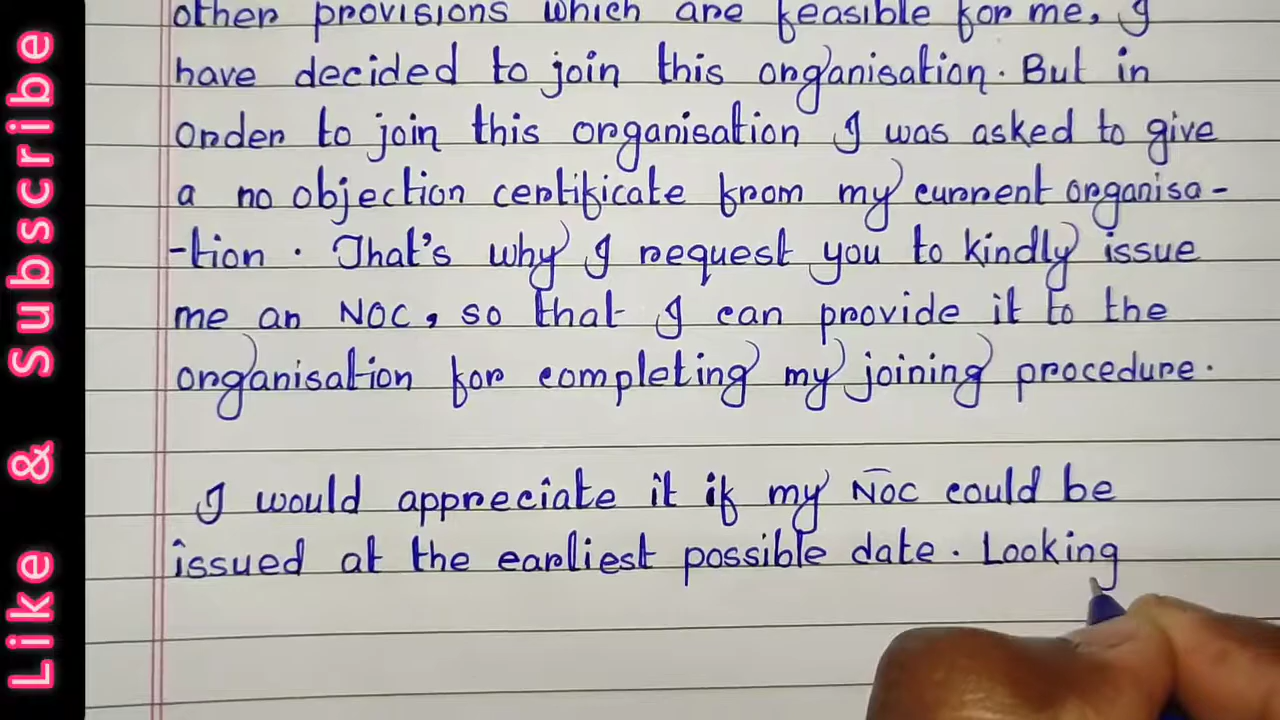 other provisions which are feasible for me, I
have decided to join this organisation. But in
order to join this organisation I was asked to give
a no objection certificate from my current organisa-
-tion. That's why I request you to kindly issue
me an NOC, so that I can provide it to the
organisation for completing my joining procedure.
I would appreciate it if my NOC could be
issued at the earliest possible date. Looking
Like & Subscribe